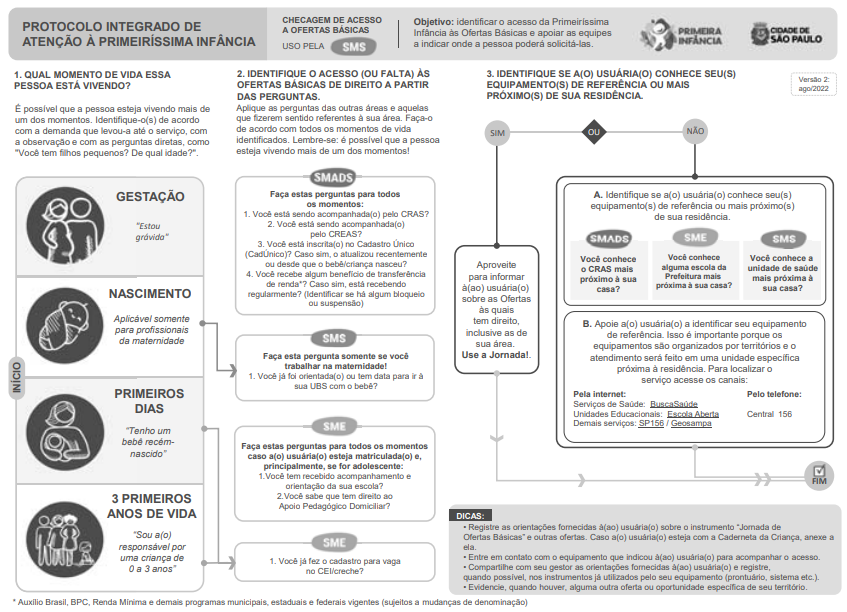 PROTOCOLO INTEGRADO DE
ATENÇÃO À PRIMEIRÍSSIMA INFÂNCIA
CHECAGEM DE ACESSO
A OFERTAS BÁSICAS
USO PELA SMS
Objetivo: identificar o acesso da Primeiríssima
Infância às Ofertas Básicas e apoiar as equipes
a indicar onde a pessoa poderá solicitá-las.
PRIMEIRA
INFÂNCIA
CIDADE DE
SÃO PAULO
1. QUAL MOMENTO DE VIDA ESSA
PESSOA ESTÁ VIVENDO?
É possível que a pessoa esteja vivendo mais de
um dos momentos. Identifique-o(s) de acordo
com a demanda que levou-a até o serviço, com
a observação e com as perguntas diretas, como
"Você tem filhos pequenos? De qual idade?".
INÍCIO
GESTAÇÃO
"Estou
grávida"
NASCIMENTO
Aplicável somente
para profissionais
da maternidade
PRIMEIROS
DIAS
"Tenho um
bebê recém-
nascido"
3 PRIMEIROS
ANOS DE VIDA
"Sou a(o)
responsável por
uma criança de
0 a 3 anos"
2. IDENTIFIQUE O ACESSO (OU FALTA) ÀS
OFERTAS BÁSICAS DE DIREITO A PARTIR
DAS PERGUNTAS.
Aplique as perguntas das outras áreas e aquelas
que fizerem sentido referentes à sua área. Faça-o
de acordo com todos os momentos de vida
identificados. Lembre-se: é possível que a pessoa
esteja vivendo mais de um dos momentos!
SMADS
Faça estas perguntas para todos
os momentos:
1. Você está sendo acompanhada(o) pelo CRAS?
2. Você está sendo acompanhada(o)
pelo CREAS?
3. Você está inscrita(o) no Cadastro Único
(CadÚnico)? Caso sim, o atualizou recentemente
ou desde que o bebê/criança nasceu?
4. Você recebe algum benefício de transferência
de renda*? Caso sim, está recebendo
regularmente? (Identificar se há algum bloqueio
ou suspensão)
SMS
Faça esta pergunta somente se você
trabalhar na maternidade!
1. Você já foi orientada(o) ou tem data para ir à
sua UBS com o bebê?
SME
Faça estas perguntas para todos os momentos
caso a(o) usuária(o) esteja matriculada(o) e,
principalmente, se for adolescente:
1.Você tem recebido acompanhamento e
orientação da sua escola?
2.Você sabe que tem direito ao
Apoio Pedagógico Domiciliar?
SME
1. Você já fez o cadastro para vaga
no CEI/creche?
3. IDENTIFIQUE SE A(O) USUÁRIA(O) CONHECE SEU(S)
EQUIPAMENTO(S) DE REFERÊNCIA OU MAIS
PRÓXIMO(S) DE SUA RESIDÊNCIA.
Versão 2:
ago/2022
SIM
OU
NÃO
Aproveite
para informar
à(ao) usuária(o)
sobre as Ofertas
às quais
tem direito,
inclusive as de
sua área.
Use a Jornada!.
A. Identifique se a(o) usuária(o) conhece seu(s)
equipamento(s) de referência ou mais próximo(s)
de sua residência.
SMADS
Você conhece
o CRAS mais
próximo à sua
casa?
SME
Você conhece
alguma escola da
Prefeitura mais
próxima à sua casa?
SMS
Você conhece a
unidade de saúde
mais próxima à
sua casa?
B. Apoie a(o) usuária(o) a identificar seu equipamento
de referência. Isso é importante porque os
equipamentos são organizados por territórios e o
atendimento será feito em uma unidade específica
próxima à residência. Para localizar o
serviço acesse os canais:
Pela internet:
Serviços de Saúde: BuscaSaúde
Unidades Educacionais: Escola Aberta
Demais serviços: SP156 / Geosampa
Pelo telefone:
Central 156
FIM
DICAS:
• Registre as orientações fornecidas à(ao) usuária(o) sobre o instrumento "Jornada de
Ofertas Básicas" e outras ofertas. Caso a(o) usuária(o) esteja com a Caderneta da Criança, anexe a
ela.
• Entre em contato com o equipamento que indicou à(ao) usuária(o) para acompanhar o acesso.
• Compartilhe com seu gestor as orientações fornecidas à(ao) usuária(o) e registre,
quando possível, nos instrumentos já utilizados pelo seu equipamento (prontuário, sistema etc.).
• Evidencie, quando houver, alguma outra oferta ou oportunidade específica de seu território.
* Auxílio Brasil, BPC, Renda Mínima e demais programas municipais, estaduais e federais vigentes (sujeitos a mudanças de denominação)